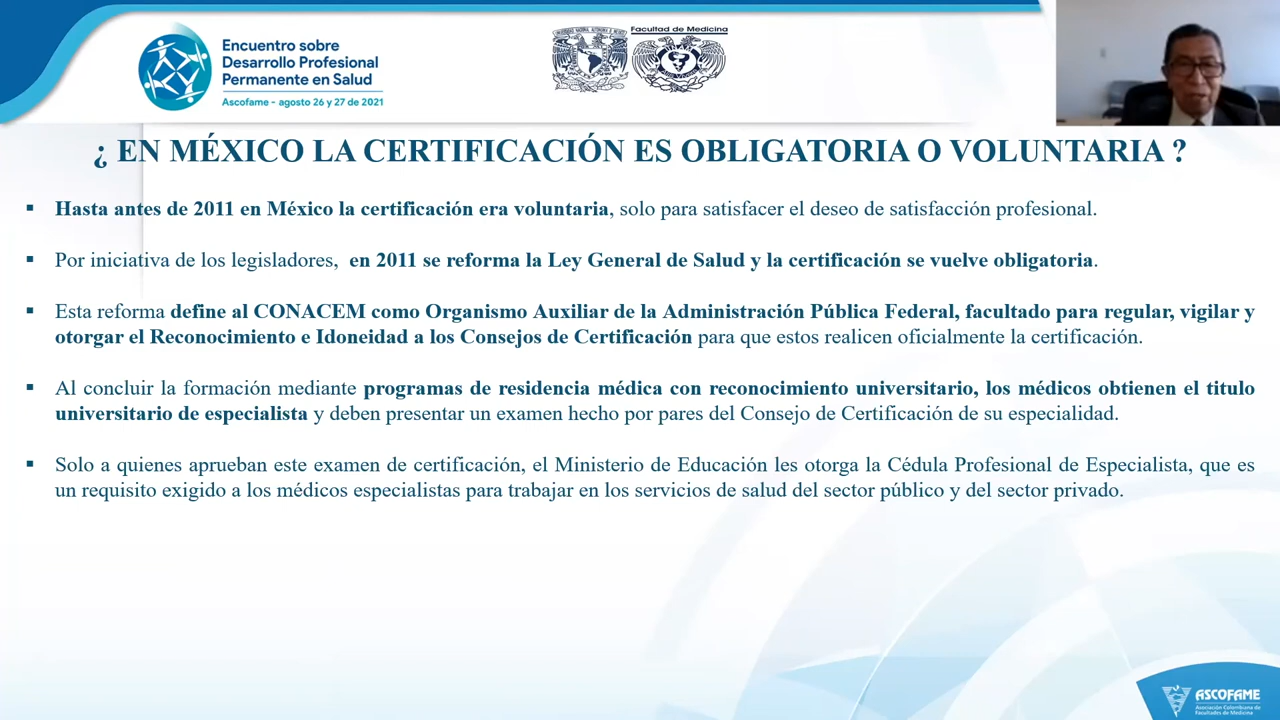 Encuentro sobre
Desarrollo Profesional
Permanente en Salud
Ascofame - agosto 26 y 27 de 2021
Facultad de Medicina
¿ EN MÉXICO LA CERTIFICACIÓN ES OBLIGATORIA O VOLUNTARIA ?
▪ Hasta antes de 2011 en México la certificación era voluntaria, solo para satisfacer el deseo de satisfacción profesional.
▪ Por iniciativa de los legisladores, en 2011 se reforma la Ley General de Salud y la certificación se vuelve obligatoria.
▪ Esta reforma define al CONACEM como Organismo Auxiliar de la Administración Pública Federal, facultado para regular, vigilar y
otorgar el Reconocimiento e Idoneidad a los Consejos de Certificación para que estos realicen oficialmente la certificación.
▪ Al concluir la formación mediante programas de residencia médica con reconocimiento universitario, los médicos obtienen el titulo
universitario de especialista y deben presentar un examen hecho por pares del Consejo de Certificación de su especialidad.
▪ Solo a quienes aprueban este examen de certificación, el Ministerio de Educación les otorga la Cédula Profesional de Especialista, que es
un requisito exigido a los médicos especialistas para trabajar en los servicios de salud del sector público y del sector privado.
ASCOFAME
Asociación Colombiana de
Facultades de Medicina